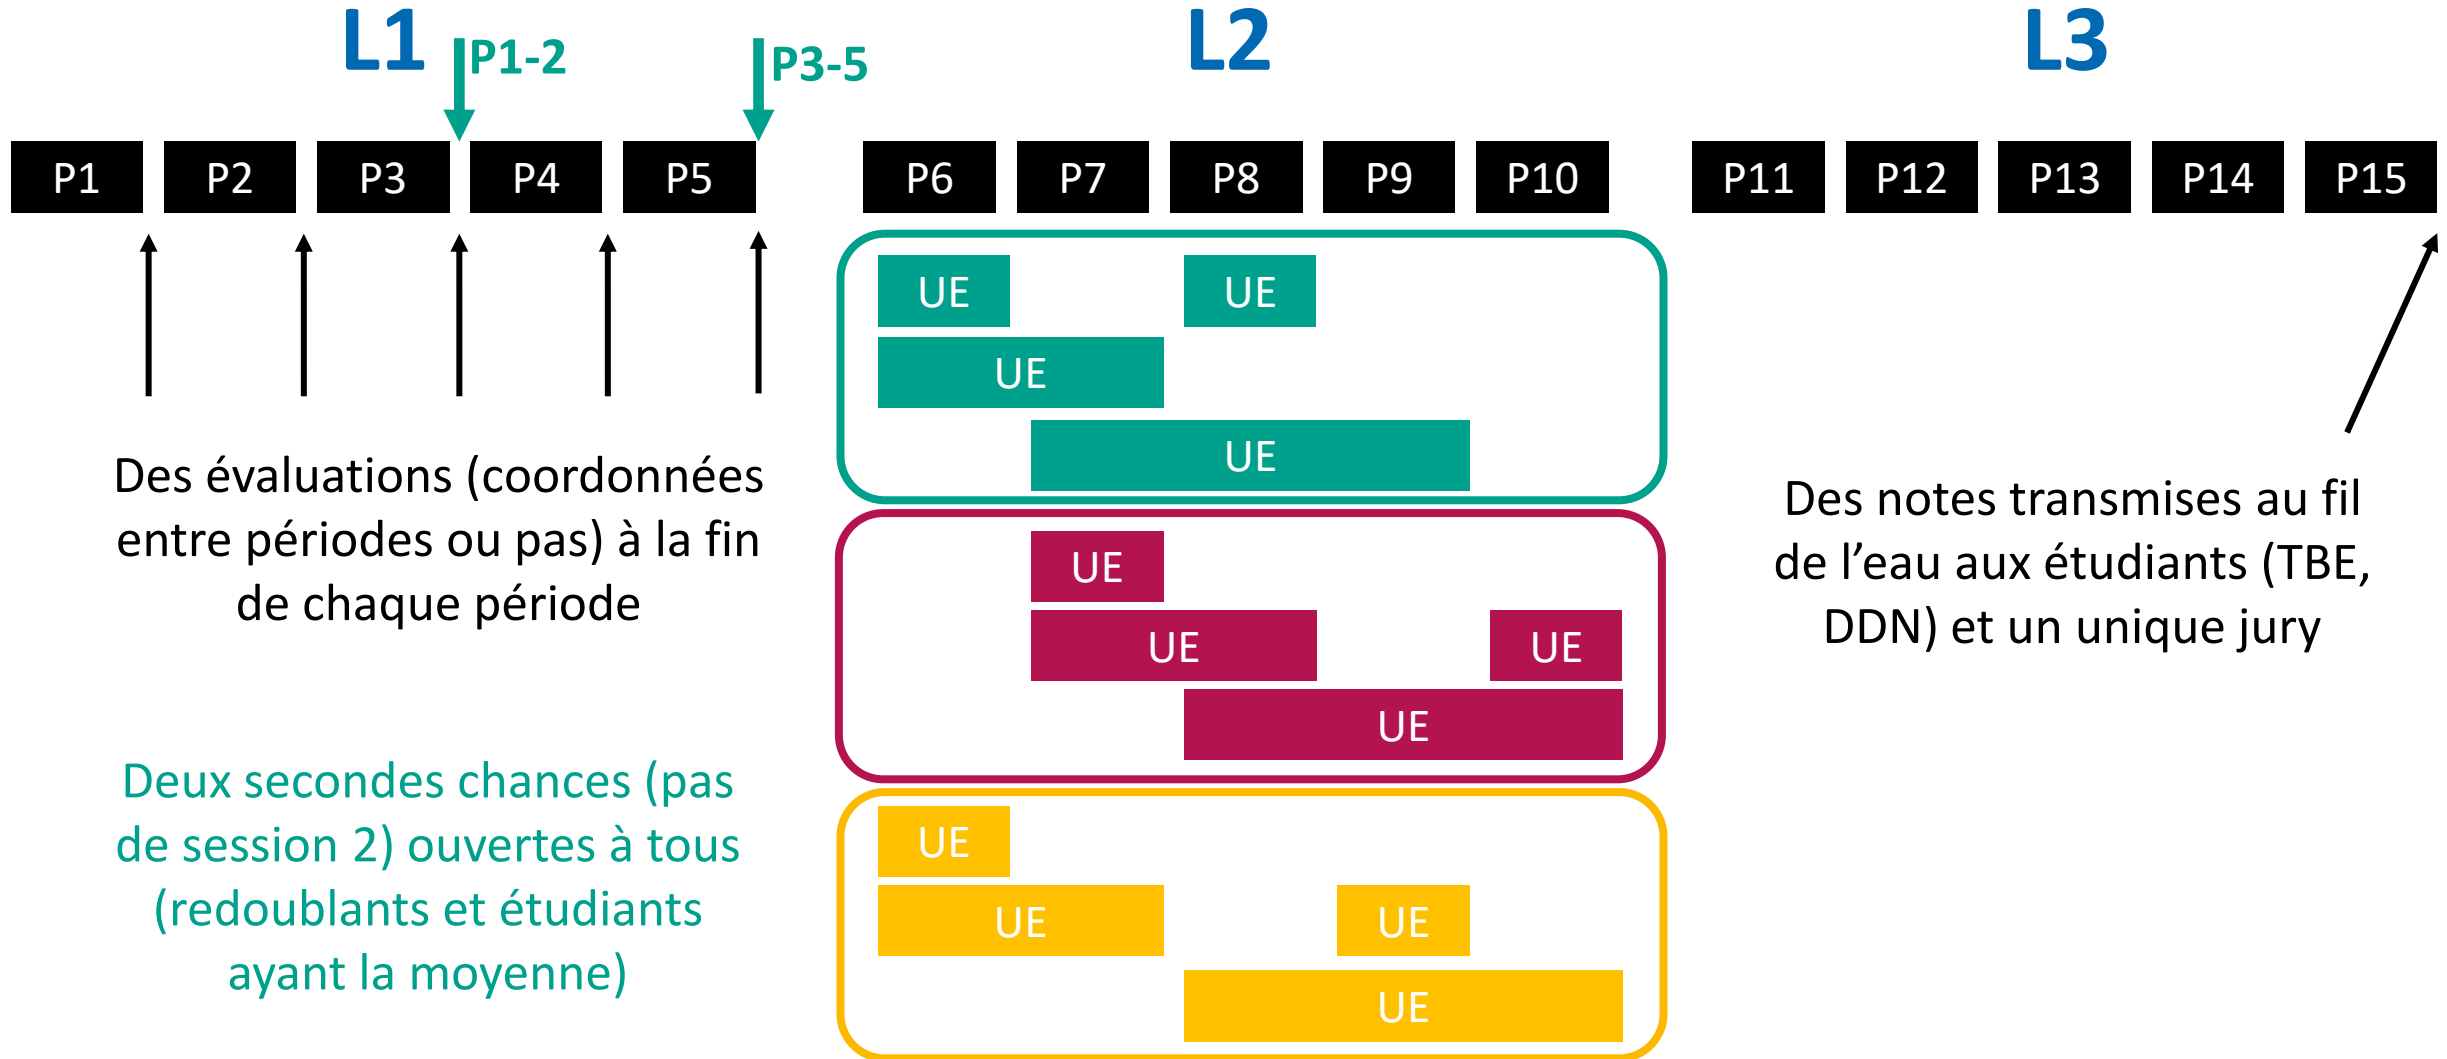 L1
P1-2
P3-5
L2
L3
P1
P2
P3
P4
P5
P6
P7
P8
P9
P10
P11
P12
P13
P14
P15
Des évaluations (coordonnées
entre périodes ou pas) à la fin
de chaque période
Deux secondes chances (pas
de session 2) ouvertes à tous
(redoublants et étudiants
ayant la moyenne)
UE
UE
UE
UE
UE
UE
UE
UE
UE
UE
UE
UE
Des notes transmises au fil
de l’eau aux étudiants (TBE,
DDN) et un unique jury